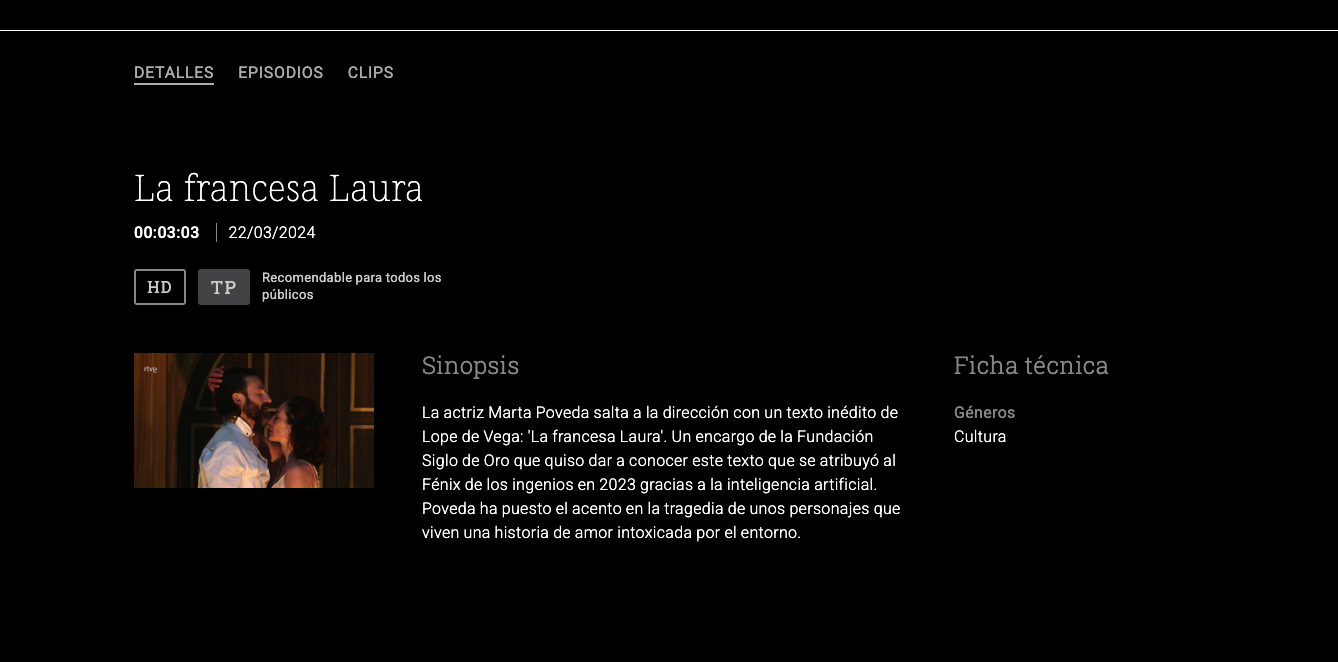 DETALLES EPISODIOS CLIPS
La francesa Laura
00:03:03 22/03/2024
HD TP Recomendable para todos los
públicos
rtve
Sinopsis
La actriz Marta Poveda salta a la dirección con un texto inédito de
Lope de Vega: 'La francesa Laura'. Un encargo de la Fundación
Siglo de Oro que quiso dar a conocer este texto que se atribuyó al
Fénix de los ingenios en 2023 gracias a la inteligencia artificial.
Poveda ha puesto el acento en la tragedia de unos personajes que
viven una historia de amor intoxicada por el entorno.
Ficha técnica
Géneros
Cultura